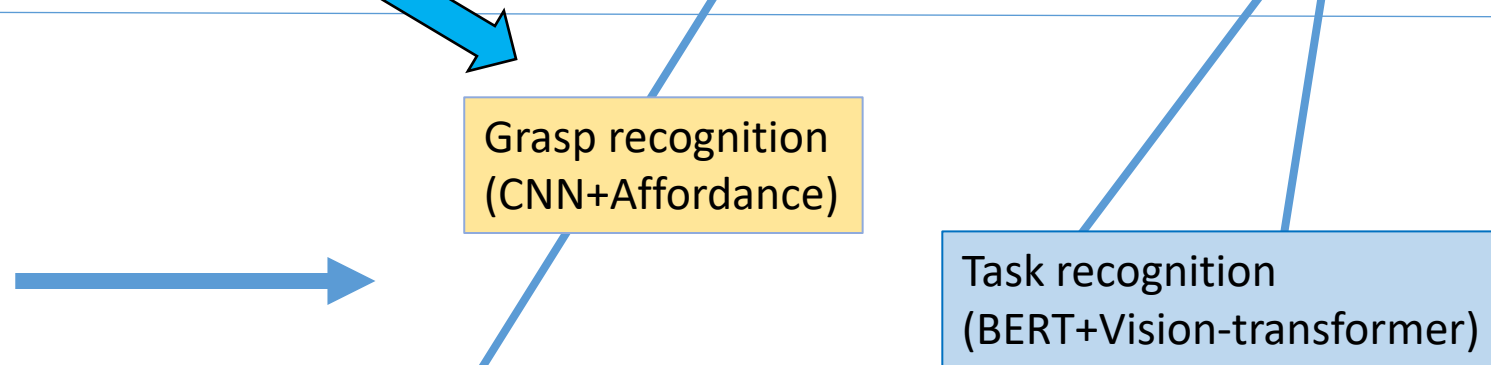 Grasp recognition
(CNN+Affordance)
Task recognition
(BERT+Vision-transformer)